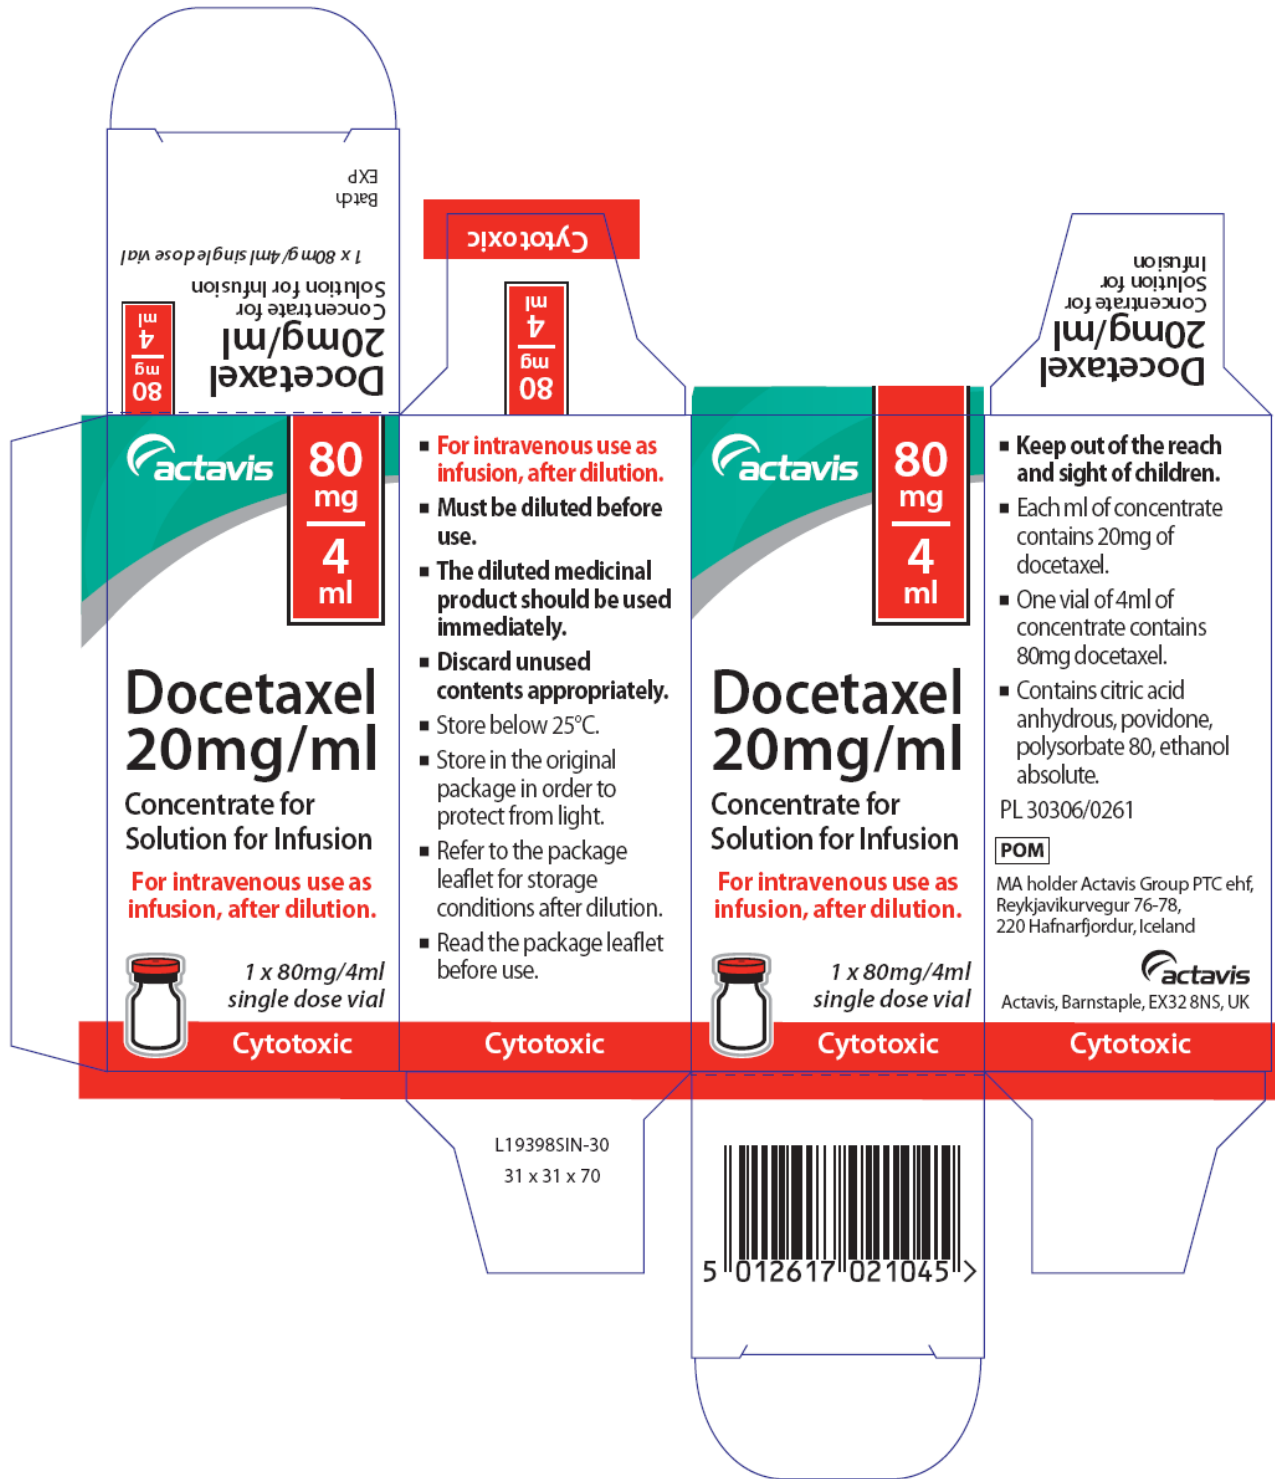 Docetaxel
20mg/ml
Concentrate for
Solution for Infusion
1 x 80mg/4ml single dose vial
Batch
EXP
80
mg
4
ml
Cytotoxic
80
mg
4
ml
Docetaxel
20mg/ml
Concentrate for
Solution for
Infusion
actavis
80
mg
4
ml
Docetaxel
20mg/ml
Concentrate for
Solution for Infusion
For intravenous use as
infusion, after dilution.
1 x 80mg/4ml
single dose vial
Cytotoxic
▪ For intravenous use as
infusion, after dilution.
▪ Must be diluted before
use.
▪ The diluted medicinal
product should be used
immediately.
▪ Discard unused
contents appropriately.
▪ Store below 25°C.
▪ Store in the original
package in order to
protect from light.
▪ Refer to the package
leaflet for storage
conditions after dilution.
▪ Read the package leaflet
before use.
Cytotoxic
actavis
80
mg
4
ml
Docetaxel
20mg/ml
Concentrate for
Solution for Infusion
For intravenous use as
infusion, after dilution.
1 x 80mg/4ml
single dose vial
Cytotoxic
▪ Keep out of the reach
and sight of children.
▪ Each ml of concentrate
contains 20mg of
docetaxel.
▪ One vial of 4ml of
concentrate contains
80mg docetaxel.
▪ Contains citric acid
anhydrous, povidone,
polysorbate 80, ethanol
absolute.
PL 30306/0261
POM
MA holder Actavis Group PTC ehf,
Reykjavikurvegur 76-78,
220 Hafnarfjordur, Iceland
actavis
Actavis, Barnstaple, EX32 8NS, UK
Cytotoxic
L19398SIN-30
31 x 31 x 70
5 012617 021045 >